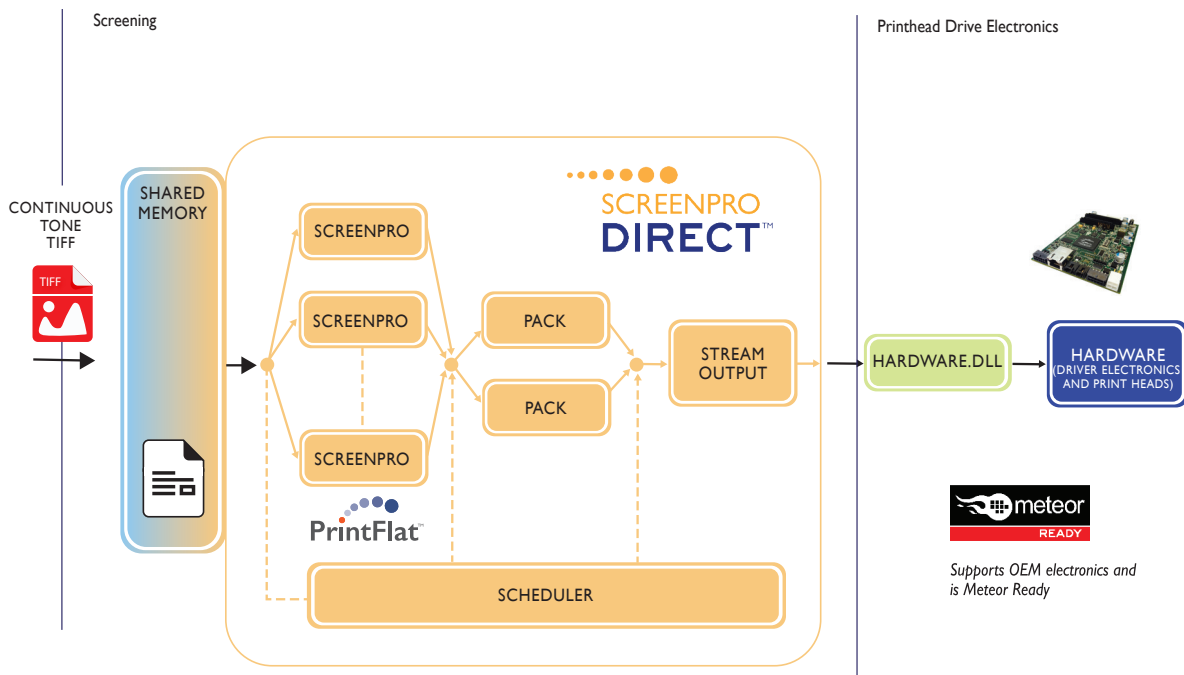 Screening
Printhead Drive Electronics
CONTINUOUS
TONE
TIFF
TIFF
SHARED
MEMORY
SCREENPRO
DIRECT™
SCREENPRO
SCREENPRO
SCREENPRO
PrintFlat™
PACK
PACK
STREAM
OUTPUT
SCHEDULER
HARDWARE.DLL
HARDWARE
(DRIVER ELECTRONICS
AND PRINT HEADS)
meteor
READY
Supports OEM electronics and
is Meteor Ready